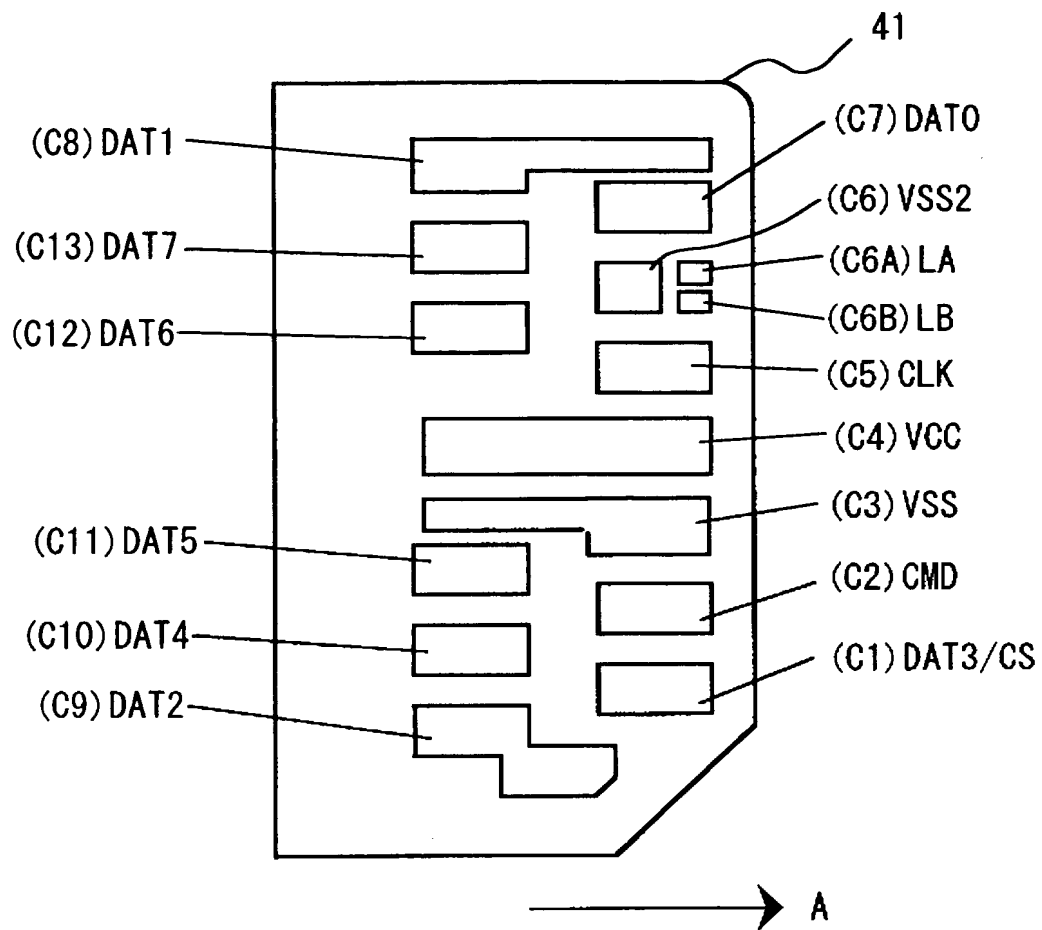 41
(C8) DAT1
(C7) DAT0
(C6) VSS2
(C13) DAT7
(C6A) LA
(C6B) LB
(C12) DAT6
(C5) CLK
(C4) VCC
(C3) VSS
(C11) DAT5
(C2) CMD
(C10) DAT4
(C1) DAT3/CS
(C9) DAT2
A